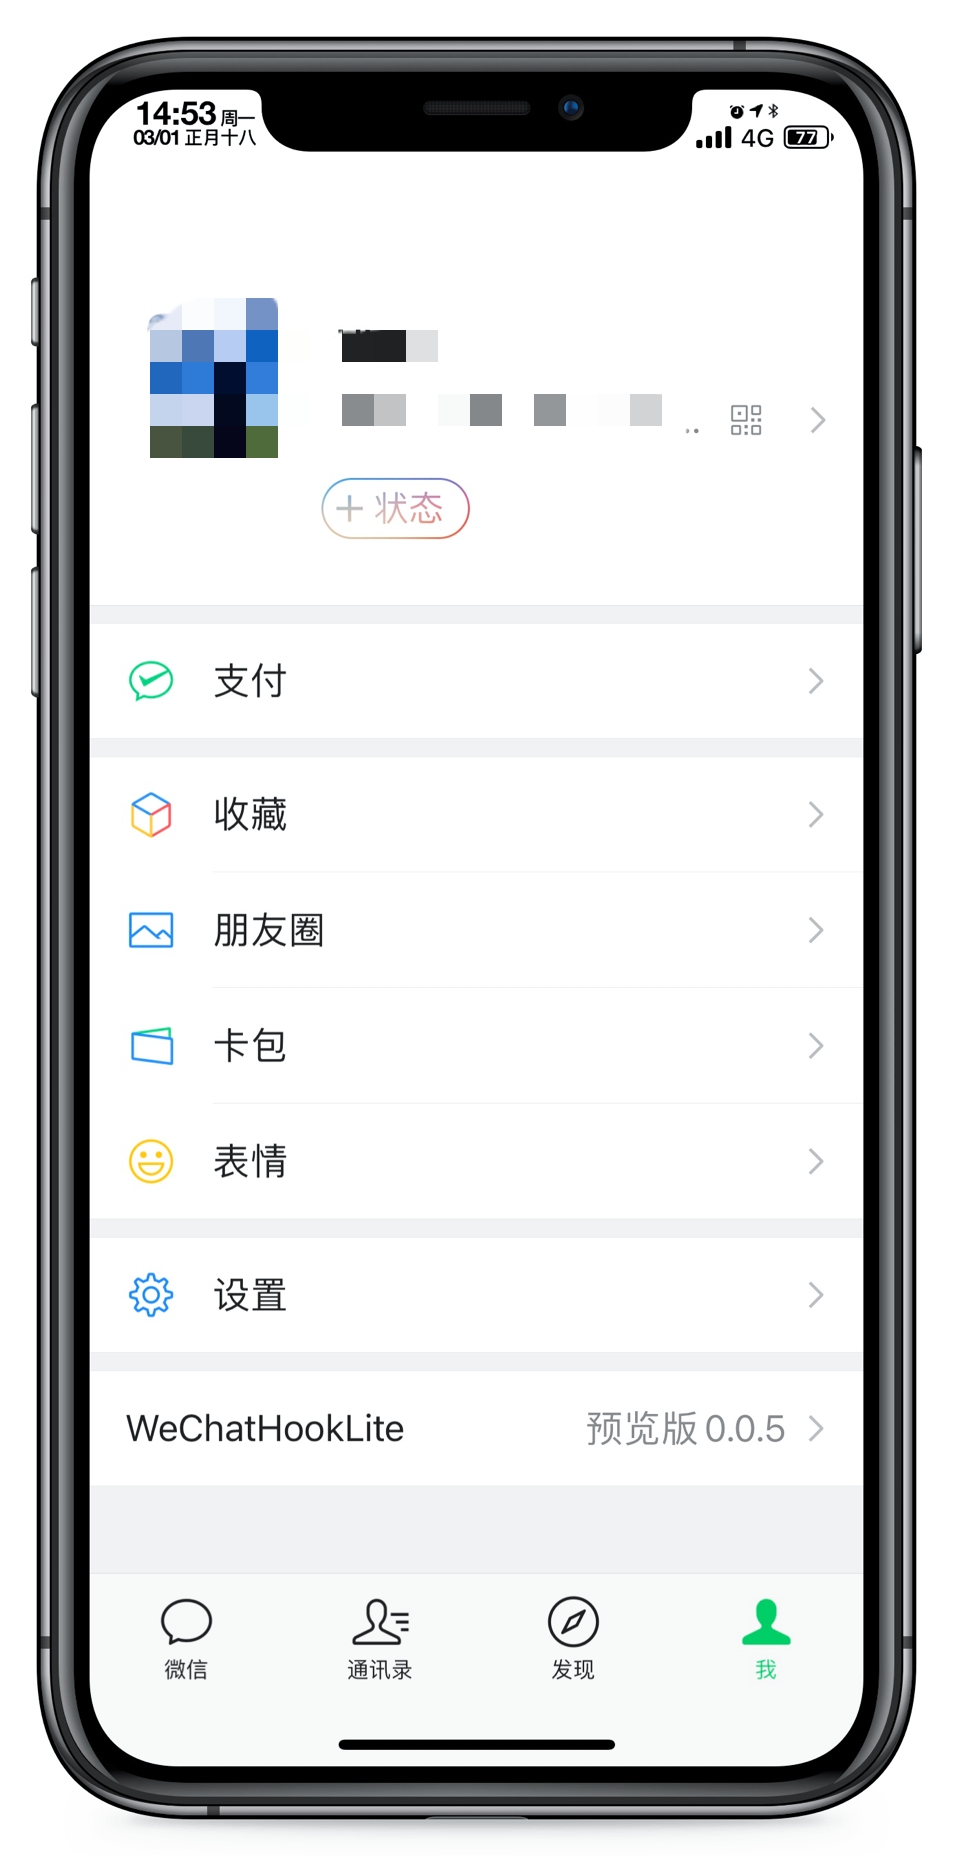 14:53 周一
03/01 正月十八
4G 77
+ 状态
支付
收藏
朋友圈
卡包
表情
设置
WeChatHookLite 预览版 0.0.5
微信 通讯录 发现 我